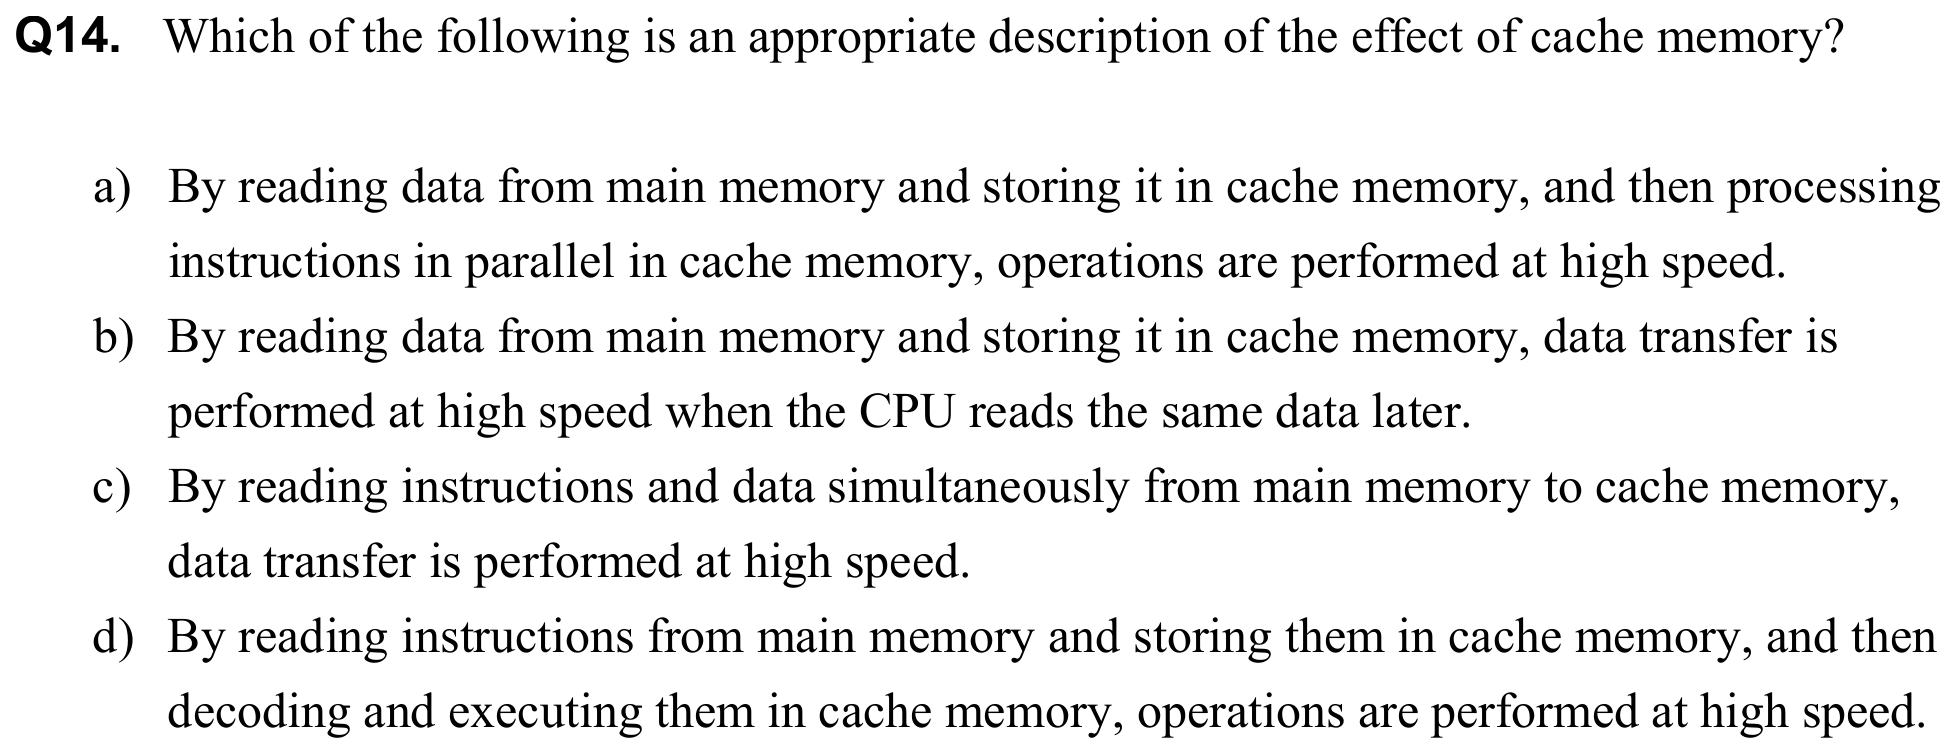 Q14. Which of the following is an appropriate description of the effect of cache memory?
a) By reading data from main memory and storing it in cache memory, and then processing
instructions in parallel in cache memory, operations are performed at high speed.
b) By reading data from main memory and storing it in cache memory, data transfer is
performed at high speed when the CPU reads the same data later.
c) By reading instructions and data simultaneously from main memory to cache memory,
data transfer is performed at high speed.
d) By reading instructions from main memory and storing them in cache memory, and then
decoding and executing them in cache memory, operations are performed at high speed.